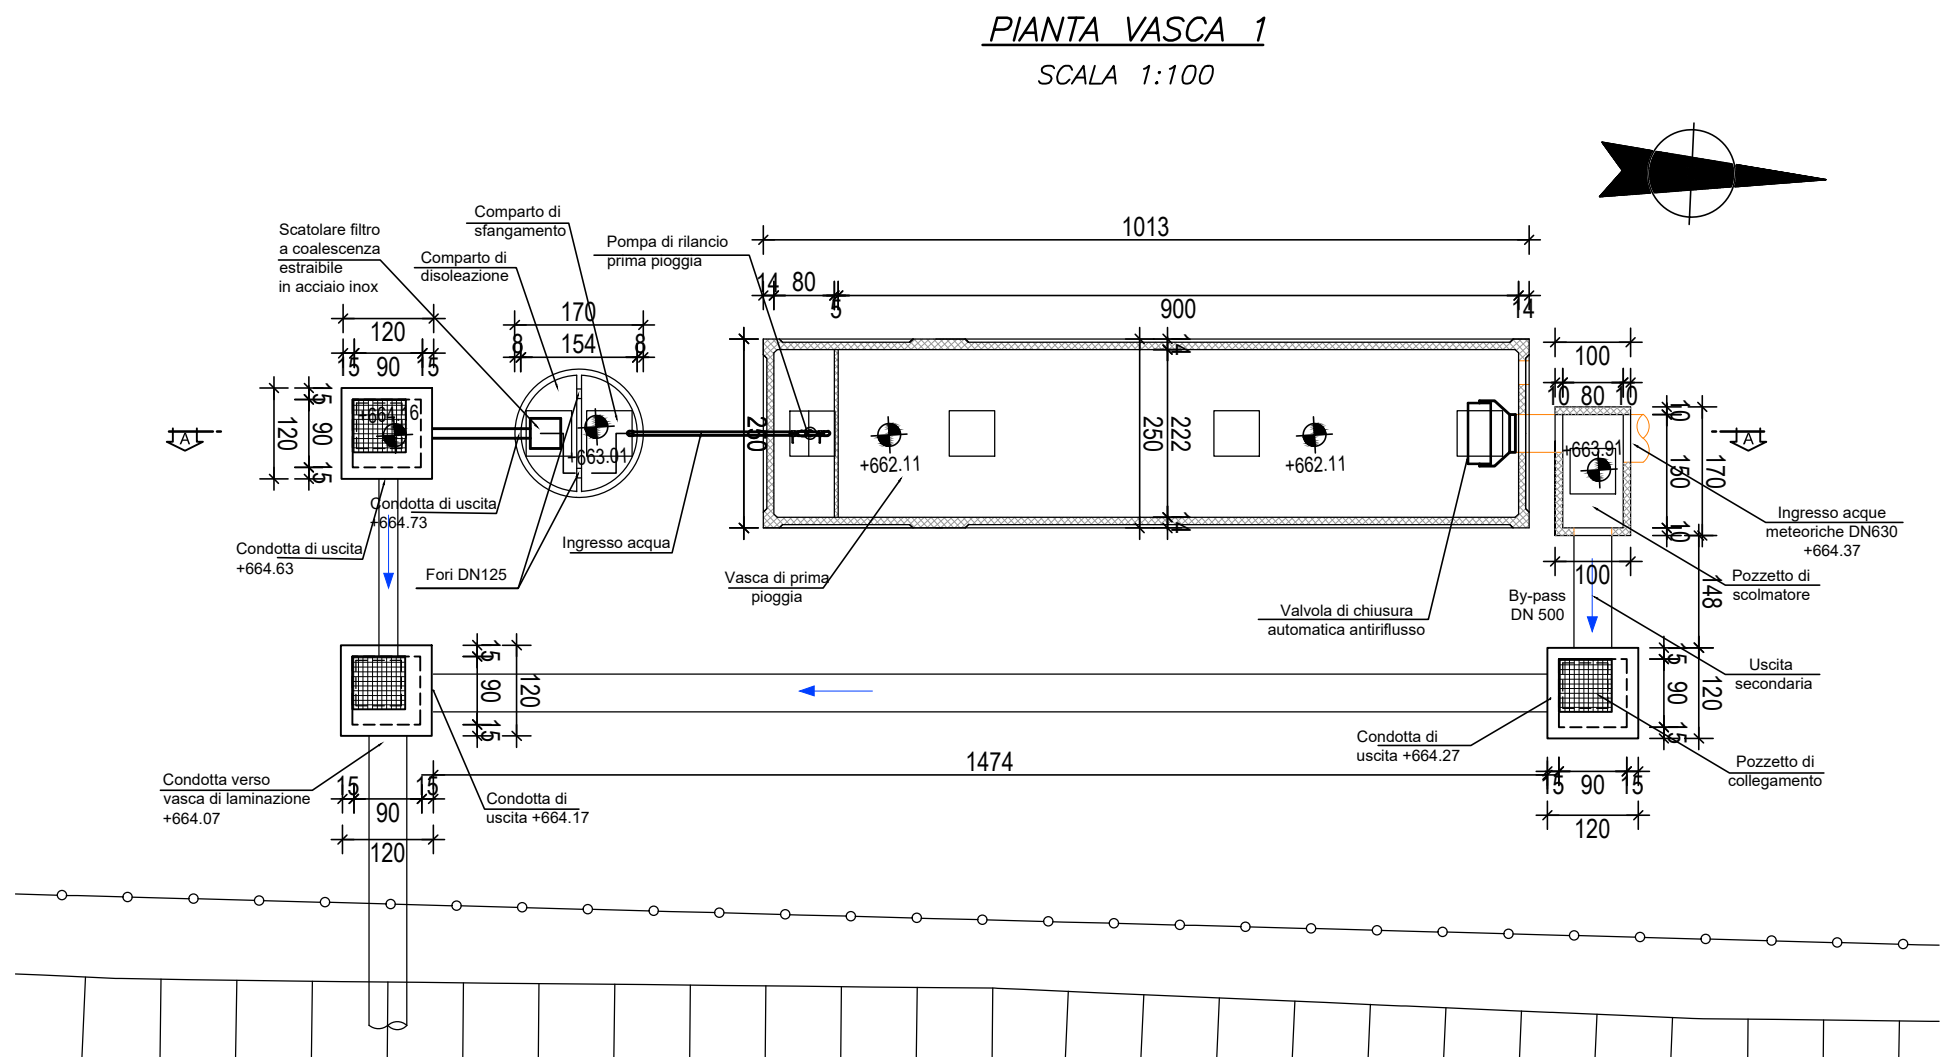 PIANTA VASCA 1
SCALA 1:100
Scatolare filtro
a coalescenza
estraibile
in acciaio inox
Comparto di
sfangamento
Comparto di
disoleazione
Pompa di rilancio
prima pioggia
1013
14
80
5
900
14
170
8
154
8
120
15
90
15
15
90
15
120
250
14
222
14
250
100
10
80
10
10
150
10
170
100
148
A
A
+663.01
+662.11
+662.11
+663.91
Condotta di uscita
+664.73
Condotta di uscita
+664.63
Fori DN125
Ingresso acqua
Vasca di prima
pioggia
Valvola di chiusura
automatica antiriflusso
By-pass
DN 500
Ingresso acque
meteoriche DN630
+664.37
Pozzetto di
scolmatore
Uscita
secondaria
Pozzetto di
collegamento
Condotta di
uscita +664.27
15
90
15
120
15
90
15
120
1474
Condotta verso
vasca di laminazione
+664.07
15
90
15
120
Condotta di
uscita +664.17
15
90
15
120